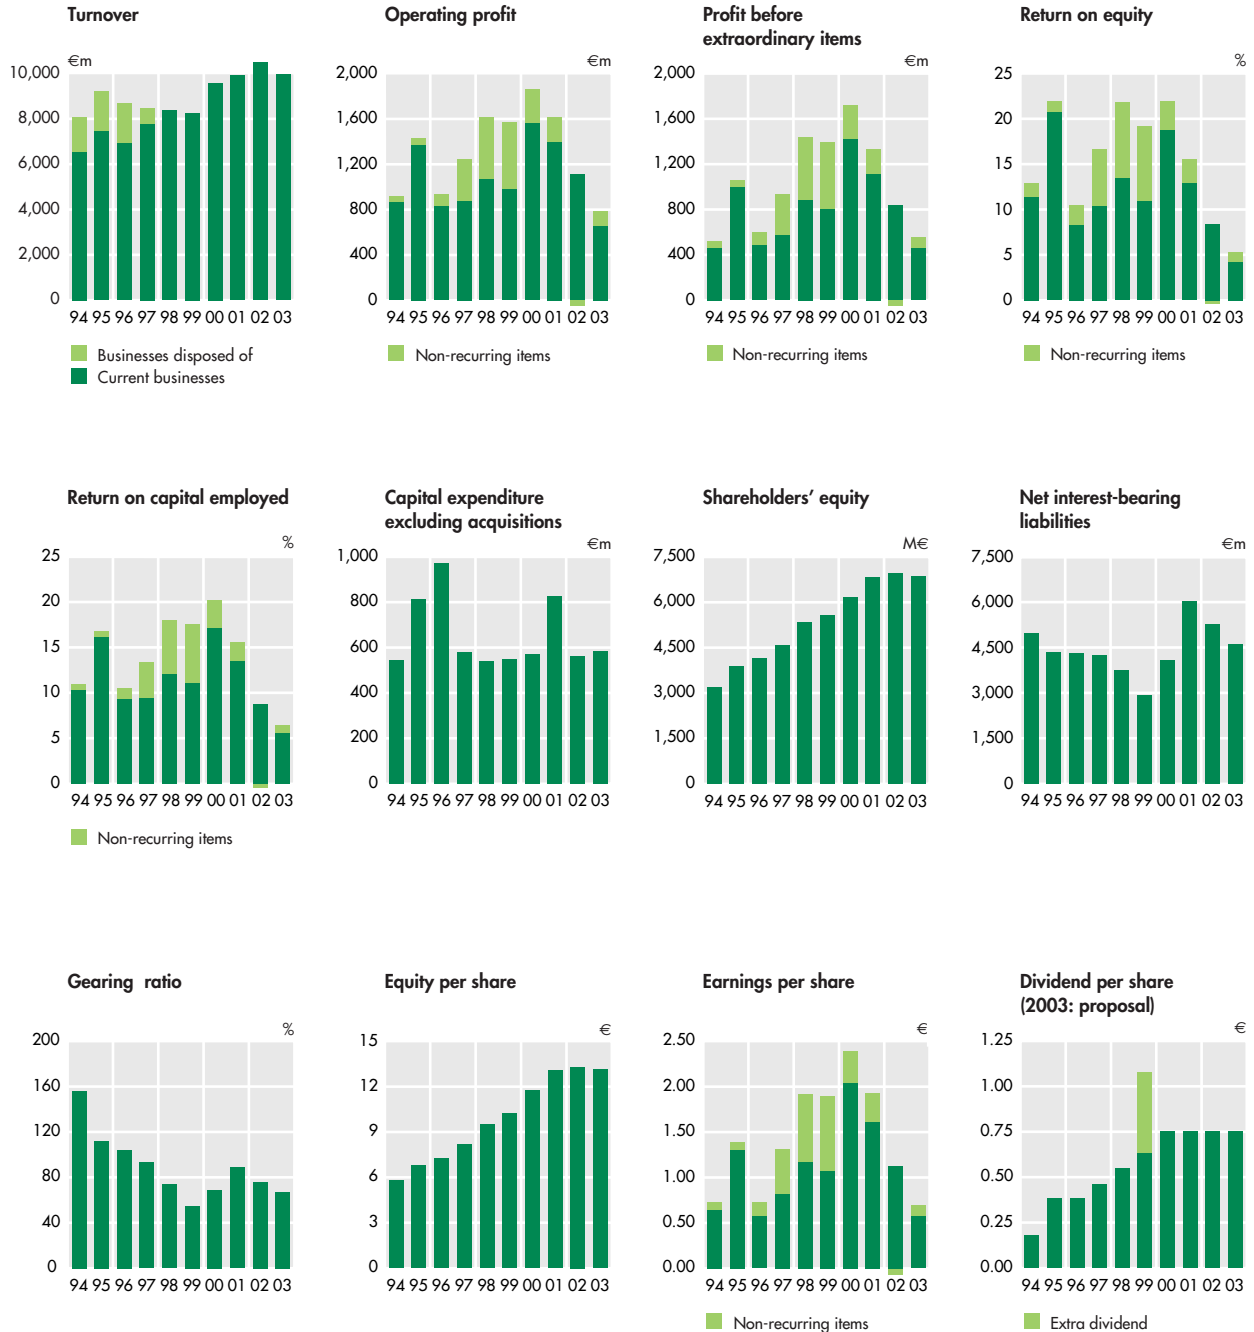 Turnover
€m
10,000
8,000
6,000
4,000
2,000
0
94 95 96 97 98 99 00 01 02 03
Businesses disposed of
Current businesses
Operating profit
€m
2,000
1,600
1,200
800
400
0
94 95 96 97 98 99 00 01 02 03
Non-recurring items
Profit before
extraordinary items
€m
2,000
1,600
1,200
800
400
0
94 95 96 97 98 99 00 01 02 03
Non-recurring items
Return on equity
%
25
20
15
10
5
0
94 95 96 97 98 99 00 01 02 03
Non-recurring items
Return on capital employed
%
25
20
15
10
5
0
94 95 96 97 98 99 00 01 02 03
Non-recurring items
Capital expenditure
excluding acquisitions
€m
1,000
800
600
400
200
0
94 95 96 97 98 99 00 01 02 03
Shareholders’ equity
M€
7,500
6,000
4,500
3,000
1,500
0
94 95 96 97 98 99 00 01 02 03
Net interest-bearing
liabilities
€m
7,500
6,000
4,500
3,000
1,500
0
94 95 96 97 98 99 00 01 02 03
Gearing ratio
%
200
160
120
80
40
0
94 95 96 97 98 99 00 01 02 03
Equity per share
€
15
12
9
6
3
0
94 95 96 97 98 99 00 01 02 03
Earnings per share
€
2.50
2.00
1.50
1.00
0.50
0.00
94 95 96 97 98 99 00 01 02 03
Non-recurring items
Dividend per share
(2003: proposal)
€
1.25
1.00
0.75
0.50
0.25
0.00
94 95 96 97 98 99 00 01 02 03
Extra dividend